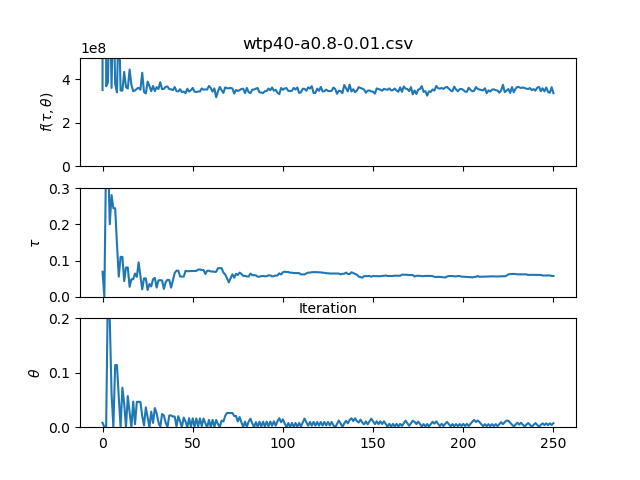 wtp40-a0.8-0.01.csv
1e8
4
2
0
f(τ, θ)
0.3
0.2
0.1
0.0
τ
Iteration
0.2
0.1
0.0
θ
0 50 100 150 200 250